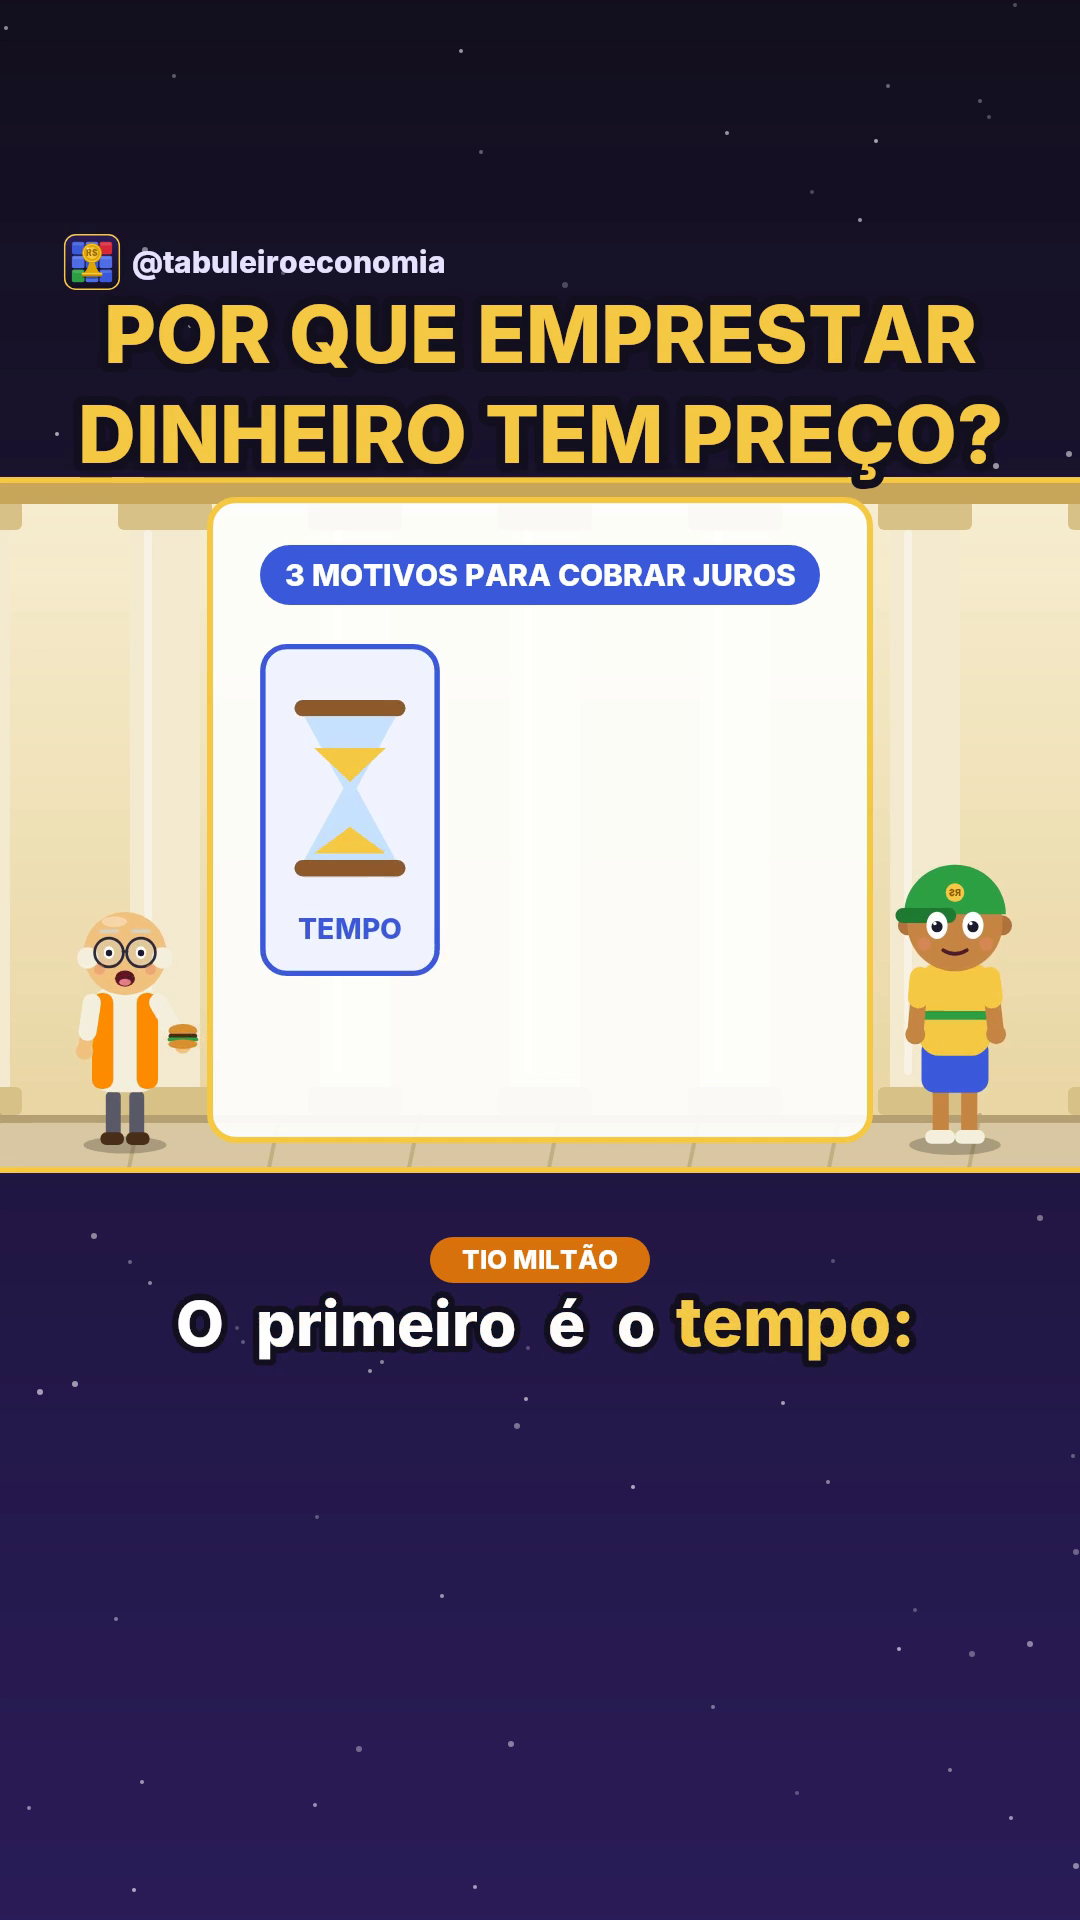 @tabuleiroeconomia
POR QUE EMPRESTAR
DINHEIRO TEM PREÇO?
3 MOTIVOS PARA COBRAR JUROS
TEMPO
TIO MILTÃO
O primeiro é o tempo: